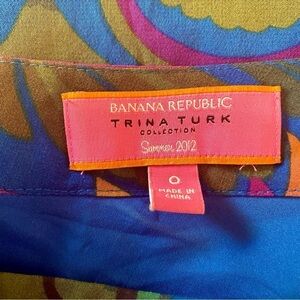 BANANA REPUBLIC
TRINA TURK
COLLECTION
Summer 2012
0
MADE IN
CHINA